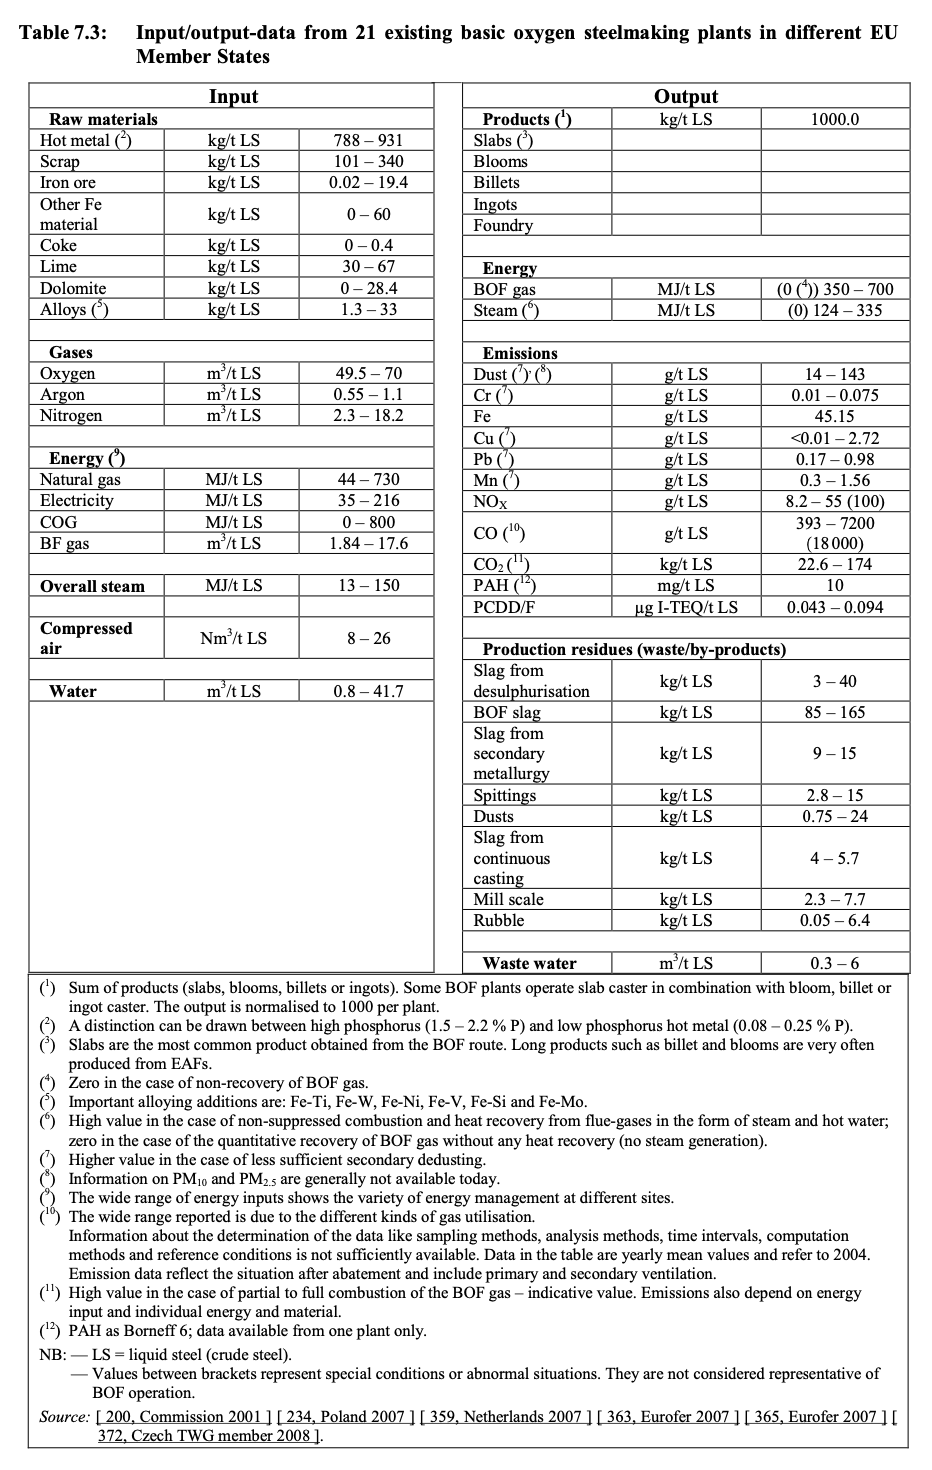 Table 7.3: Input/output-data from 21 existing basic oxygen steelmaking plants in different EU
Member States
Input
Raw materials
Hot metal (²) kg/t LS 788 – 931
Scrap kg/t LS 101 – 340
Iron ore kg/t LS 0.02 – 19.4
Other Fe
material kg/t LS 0 – 60
Coke kg/t LS 0 – 0.4
Lime kg/t LS 30 – 67
Dolomite kg/t LS 0 – 28.4
Alloys (⁵) kg/t LS 1.3 – 33
Gases
Oxygen m³/t LS 49.5 – 70
Argon m³/t LS 0.55 – 1.1
Nitrogen m³/t LS 2.3 – 18.2
Energy (⁹)
Natural gas MJ/t LS 44 – 730
Electricity MJ/t LS 35 – 216
COG MJ/t LS 0 – 800
BF gas m³/t LS 1.84 – 17.6
Overall steam MJ/t LS 13 – 150
Compressed
air Nm³/t LS 8 – 26
Water m³/t LS 0.8 – 41.7
Output
Products (¹) kg/t LS 1000.0
Slabs (³)
Blooms
Billets
Ingots
Foundry
Energy
BOF gas MJ/t LS (0 (⁴)) 350 – 700
Steam (⁶) MJ/t LS (0) 124 – 335
Emissions
Dust (⁷)’ (⁸) g/t LS 14 – 143
Cr (⁷) g/t LS 0.01 – 0.075
Fe g/t LS 45.15
Cu (⁷) g/t LS <0.01 – 2.72
Pb (⁷) g/t LS 0.17 – 0.98
Mn (⁷) g/t LS 0.3 – 1.56
NOX g/t LS 8.2 – 55 (100)
CO (¹⁰) g/t LS 393 – 7200
(18 000)
CO₂ (¹¹) kg/t LS 22.6 – 174
PAH (¹²) mg/t LS 10
PCDD/F µg I-TEQ/t LS 0.043 – 0.094
Production residues (waste/by-products)
Slag from
desulphurisation kg/t LS 3 – 40
BOF slag kg/t LS 85 – 165
Slag from
secondary
metallurgy kg/t LS 9 – 15
Spittings kg/t LS 2.8 – 15
Dusts kg/t LS 0.75 – 24
Slag from
continuous
casting kg/t LS 4 – 5.7
Mill scale kg/t LS 2.3 – 7.7
Rubble kg/t LS 0.05 – 6.4
Waste water m³/t LS 0.3 – 6
(¹) Sum of products (slabs, blooms, billets or ingots). Some BOF plants operate slab caster in combination with bloom, billet or
ingot caster. The output is normalised to 1000 per plant.
(²) A distinction can be drawn between high phosphorus (1.5 – 2.2 % P) and low phosphorus hot metal (0.08 – 0.25 % P).
(³) Slabs are the most common product obtained from the BOF route. Long products such as billet and blooms are very often
produced from EAFs.
(⁴) Zero in the case of non-recovery of BOF gas.
(⁵) Important alloying additions are: Fe-Ti, Fe-W, Fe-Ni, Fe-V, Fe-Si and Fe-Mo.
(⁶) High value in the case of non-suppressed combustion and heat recovery from flue-gases in the form of steam and hot water;
zero in the case of the quantitative recovery of BOF gas without any heat recovery (no steam generation).
(⁷) Higher value in the case of less sufficient secondary dedusting.
(⁸) Information on PM₁₀ and PM₂.₅ are generally not available today.
(⁹) The wide range of energy inputs shows the variety of energy management at different sites.
(¹⁰) The wide range reported is due to the different kinds of gas utilisation.
Information about the determination of the data like sampling methods, analysis methods, time intervals, computation
methods and reference conditions is not sufficiently available. Data in the table are yearly mean values and refer to 2004.
Emission data reflect the situation after abatement and include primary and secondary ventilation.
(¹¹) High value in the case of partial to full combustion of the BOF gas – indicative value. Emissions also depend on energy
input and individual energy and material.
(¹²) PAH as Borneff 6; data available from one plant only.
NB: — LS = liquid steel (crude steel).
— Values between brackets represent special conditions or abnormal situations. They are not considered representative of
BOF operation.
Source: [ 200, Commission 2001 ] [ 234, Poland 2007 ] [ 359, Netherlands 2007 ] [ 363, Eurofer 2007 ] [ 365, Eurofer 2007 ] [
372, Czech TWG member 2008 ].